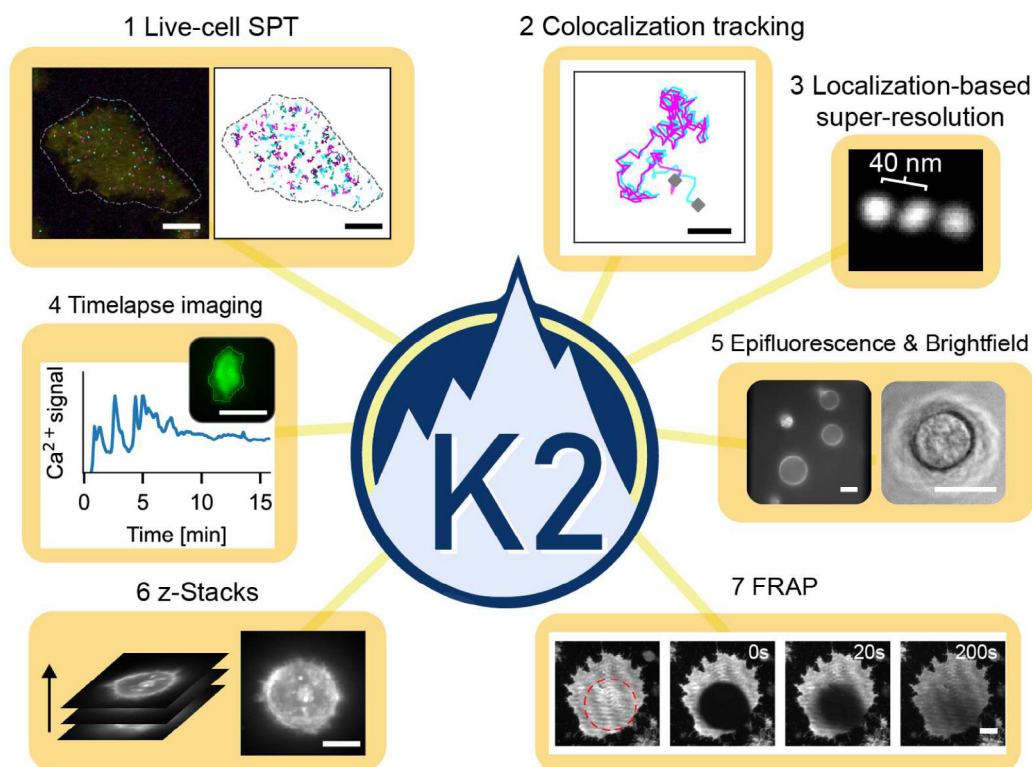 1 Live-cell SPT
2 Colocalization tracking
3 Localization-based
super-resolution
40 nm
4 Timelapse imaging
Ca2+ signal
0 5 10 15
Time [min]
5 Epifluorescence & Brightfield
K2
6 z-Stacks
7 FRAP
0s 20s 200s